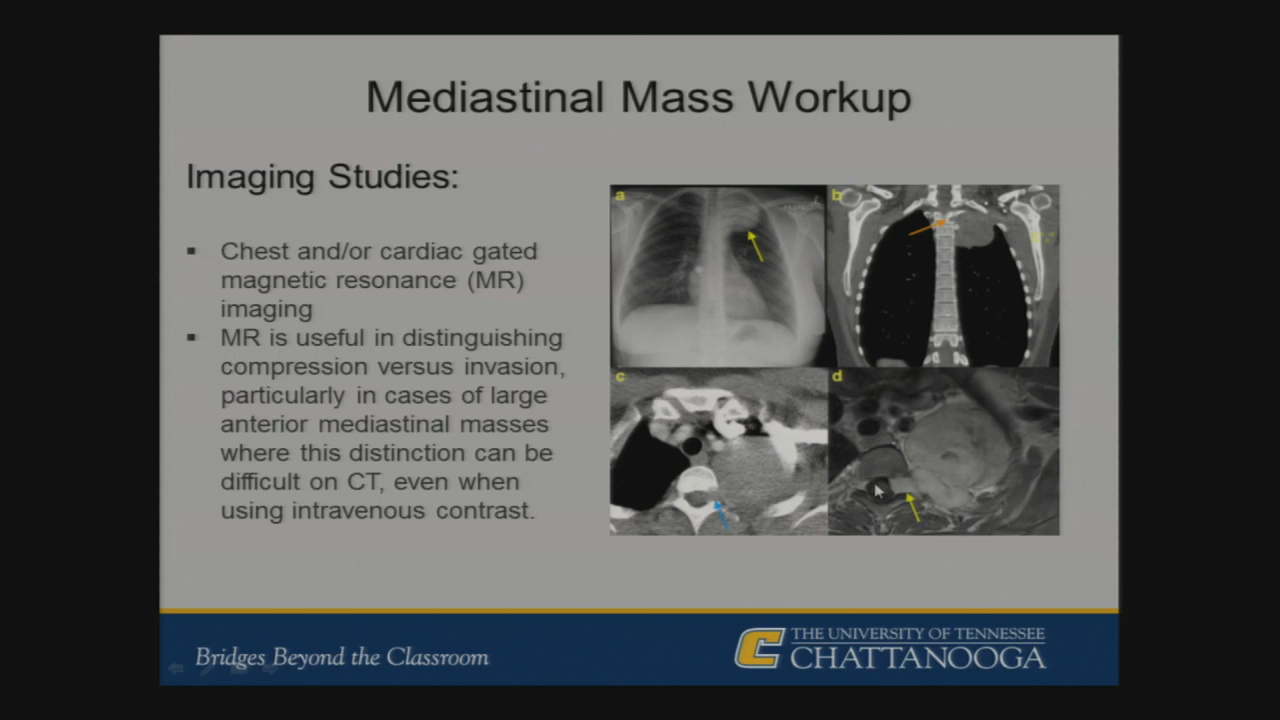 Mediastinal Mass Workup
Imaging Studies:
▪ Chest and/or cardiac gated
magnetic resonance (MR)
imaging
▪ MR is useful in distinguishing
compression versus invasion,
particularly in cases of large
anterior mediastinal masses
where this distinction can be
difficult on CT, even when
using intravenous contrast.
a
b
c
d
Bridges Beyond the Classroom
C
THE UNIVERSITY OF TENNESSEE
CHATTANOOGA